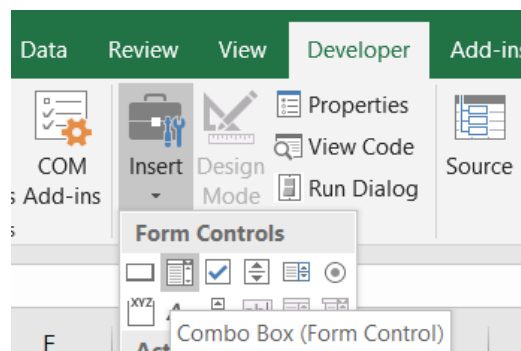 Data Review View Developer Add-ins
COM Add-ins
Insert
Design Mode
Properties
View Code
Run Dialog
Source
Form Controls
XYZ
Combo Box (Form Control)
F